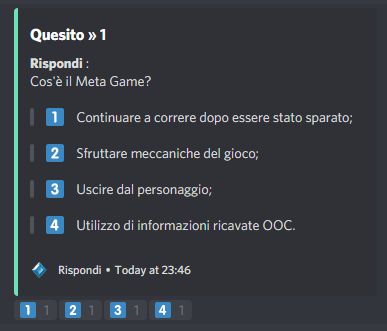 Quesito » 1
Rispondi :
Cos'è il Meta Game?
1 Continuare a correre dopo essere stato sparato;
2 Sfruttare meccaniche del gioco;
3 Uscire dal personaggio;
4 Utilizzo di informazioni ricavate OOC.
Rispondi • Today at 23:46
1 1 2 1 3 1 4 1